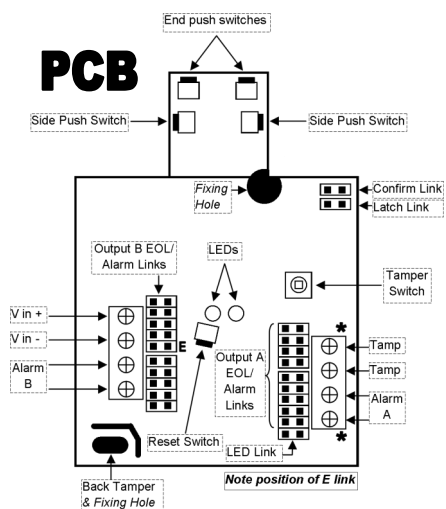 End push switches
PCB
Side Push Switch
Side Push Switch
Fixing
Hole
Confirm Link
Latch Link
Output B EOL/
Alarm Links
LEDs
Tamper
Switch
V in +
V in -
Alarm
B
E
Output A
EOL/
Alarm
Links
*
Tamp
Tamp
Alarm
A
*
Reset Switch
LED Link
Back Tamper
& Fixing Hole
Note position of E link